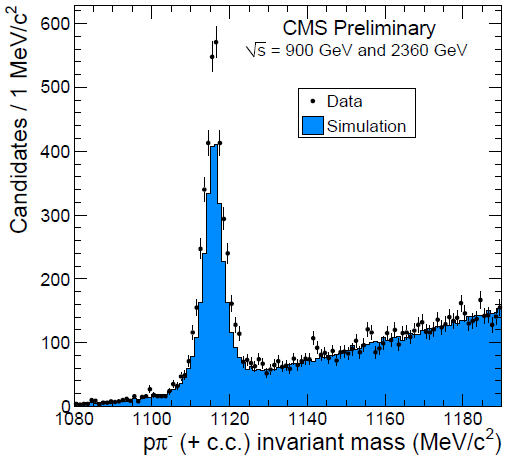 CMS Preliminary
√s = 900 GeV and 2360 GeV
Data
Simulation
Candidates / 1 MeV/c²
600
500
400
300
200
100
0
1080 1100 1120 1140 1160 1180
pπ⁻ (+ c.c.) invariant mass (MeV/c²)